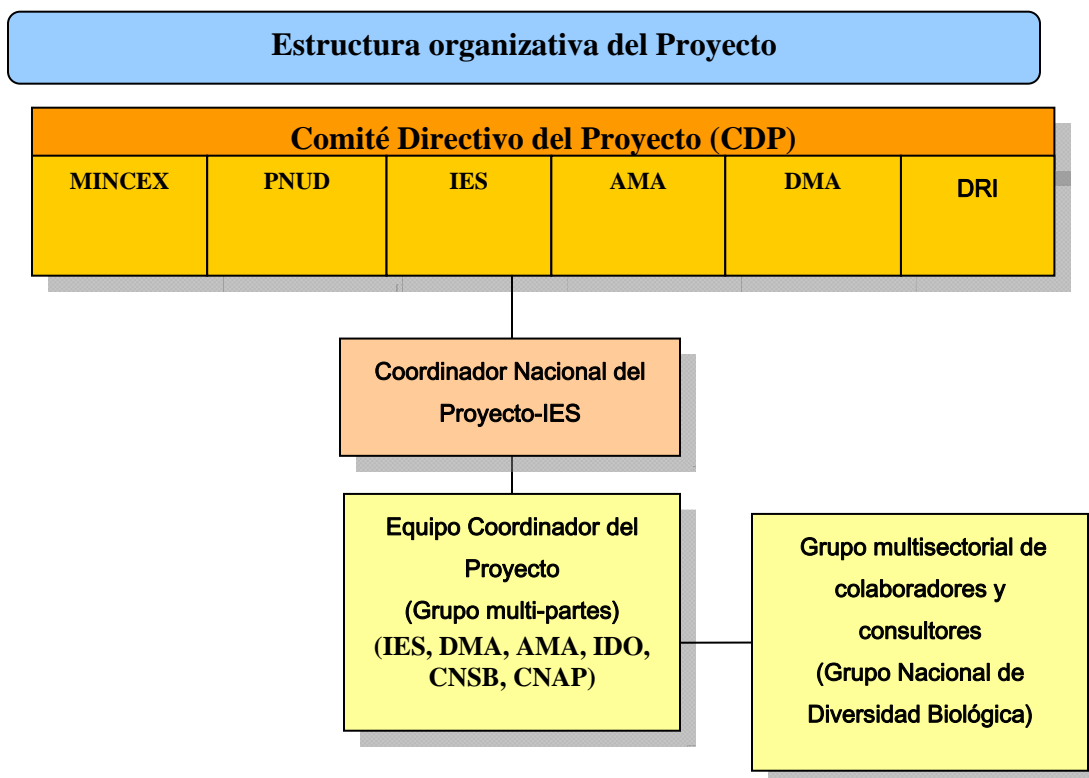 Estructura organizativa del Proyecto
Comité Directivo del Proyecto (CDP)
MINCEX PNUD IES AMA DMA DRI
Coordinador Nacional del
Proyecto-IES
Equipo Coordinador del
Proyecto
(Grupo multi-partes)
(IES, DMA, AMA, IDO,
CNSB, CNAP)
Grupo multisectorial de
colaboradores y
consultores
(Grupo Nacional de
Diversidad Biológica)